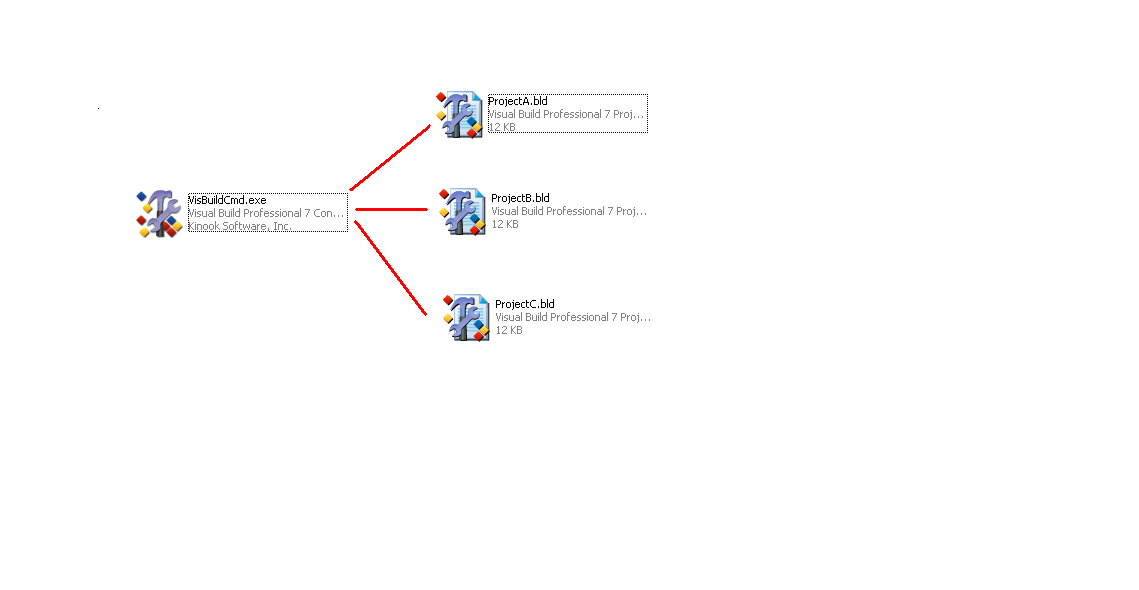 ProjectA.bld
Visual Build Professional 7 Proj...
12 KB
VisBuildCmd.exe
Visual Build Professional 7 Con...
Kinook Software, Inc.
ProjectB.bld
Visual Build Professional 7 Proj...
12 KB
ProjectC.bld
Visual Build Professional 7 Proj...
12 KB